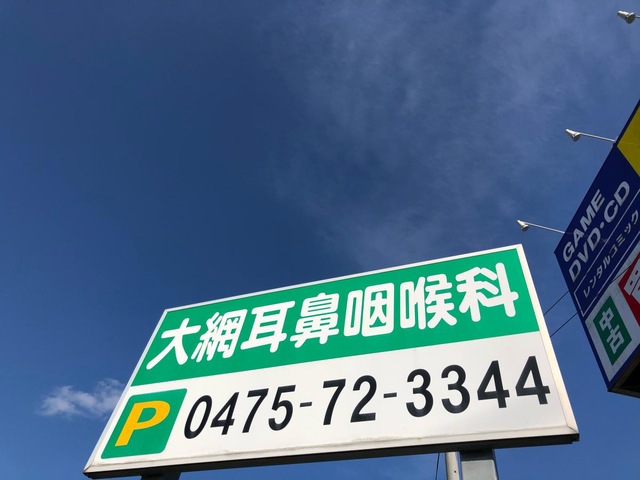 大網耳鼻咽喉科
P 0475-72-3344
GAME
DVD・CD
レンタルコミック
中古